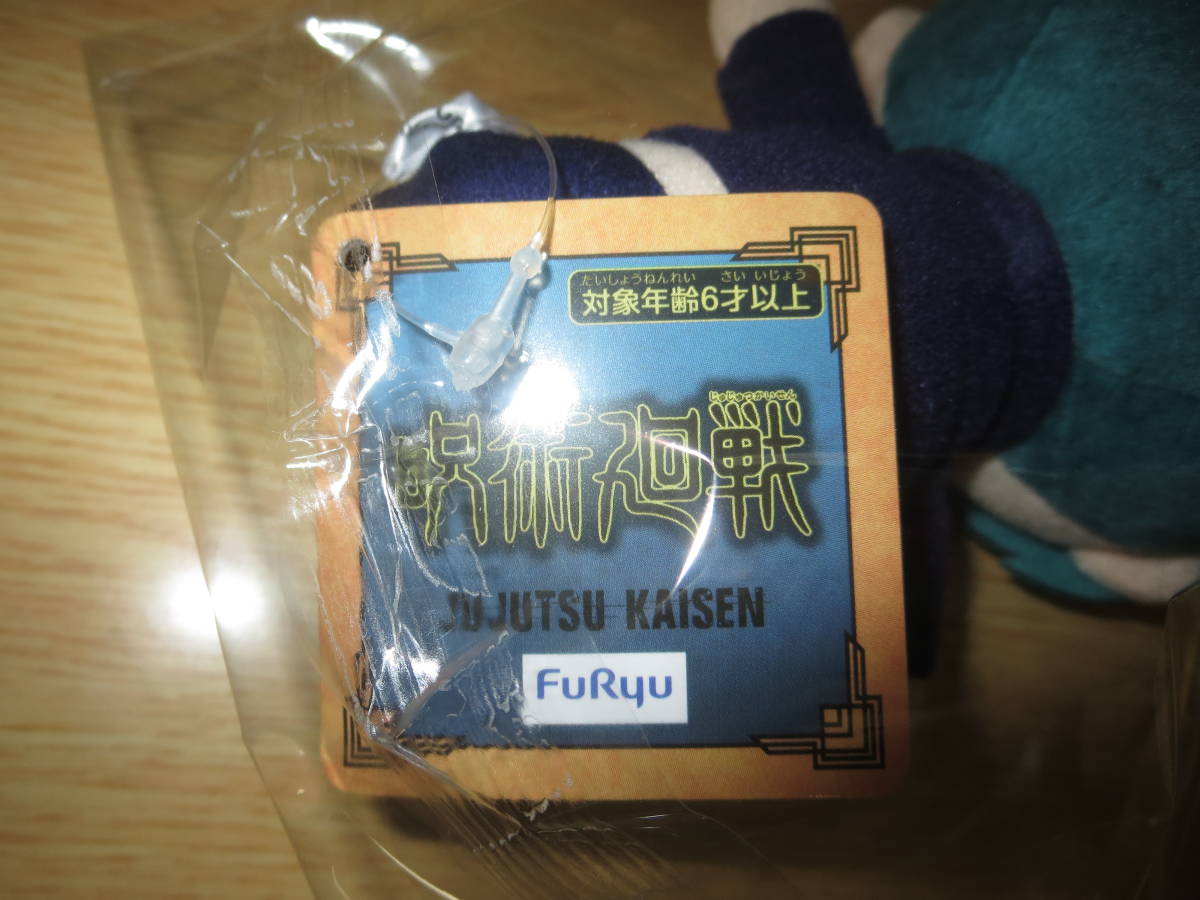 たいしょうねんれい さい いじょう
対象年齢6才以上
じゅじゅつかいせん
呪術廻戦
JUJUTSU KAISEN
FuRyu